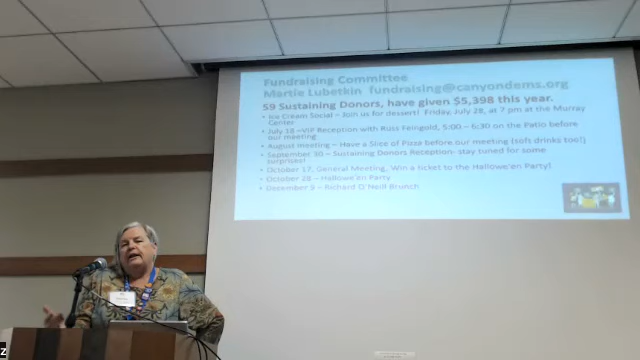 Fundraising Committee
Martie Lubetkin fundraising@canyondems.org
59 Sustaining Donors, have given $5,398 this year.
• Ice Cream Social – Join us for dessert! Friday, July 28, at 7 pm at the Murray
Center
• July 18 –VIP Reception with Russ Feingold, 5:00 – 6:30 on the Patio before
our meeting
• August meeting – Have a Slice of Pizza before our meeting (soft drinks too!)
• September 30 – Sustaining Donors Reception- stay tuned for some
surprises!
• October 17, General Meeting, Win a ticket to the Hallowe'en Party!
• October 28 – Hallowe'en Party
• December 9 – Richard O'Neill Brunch
Z